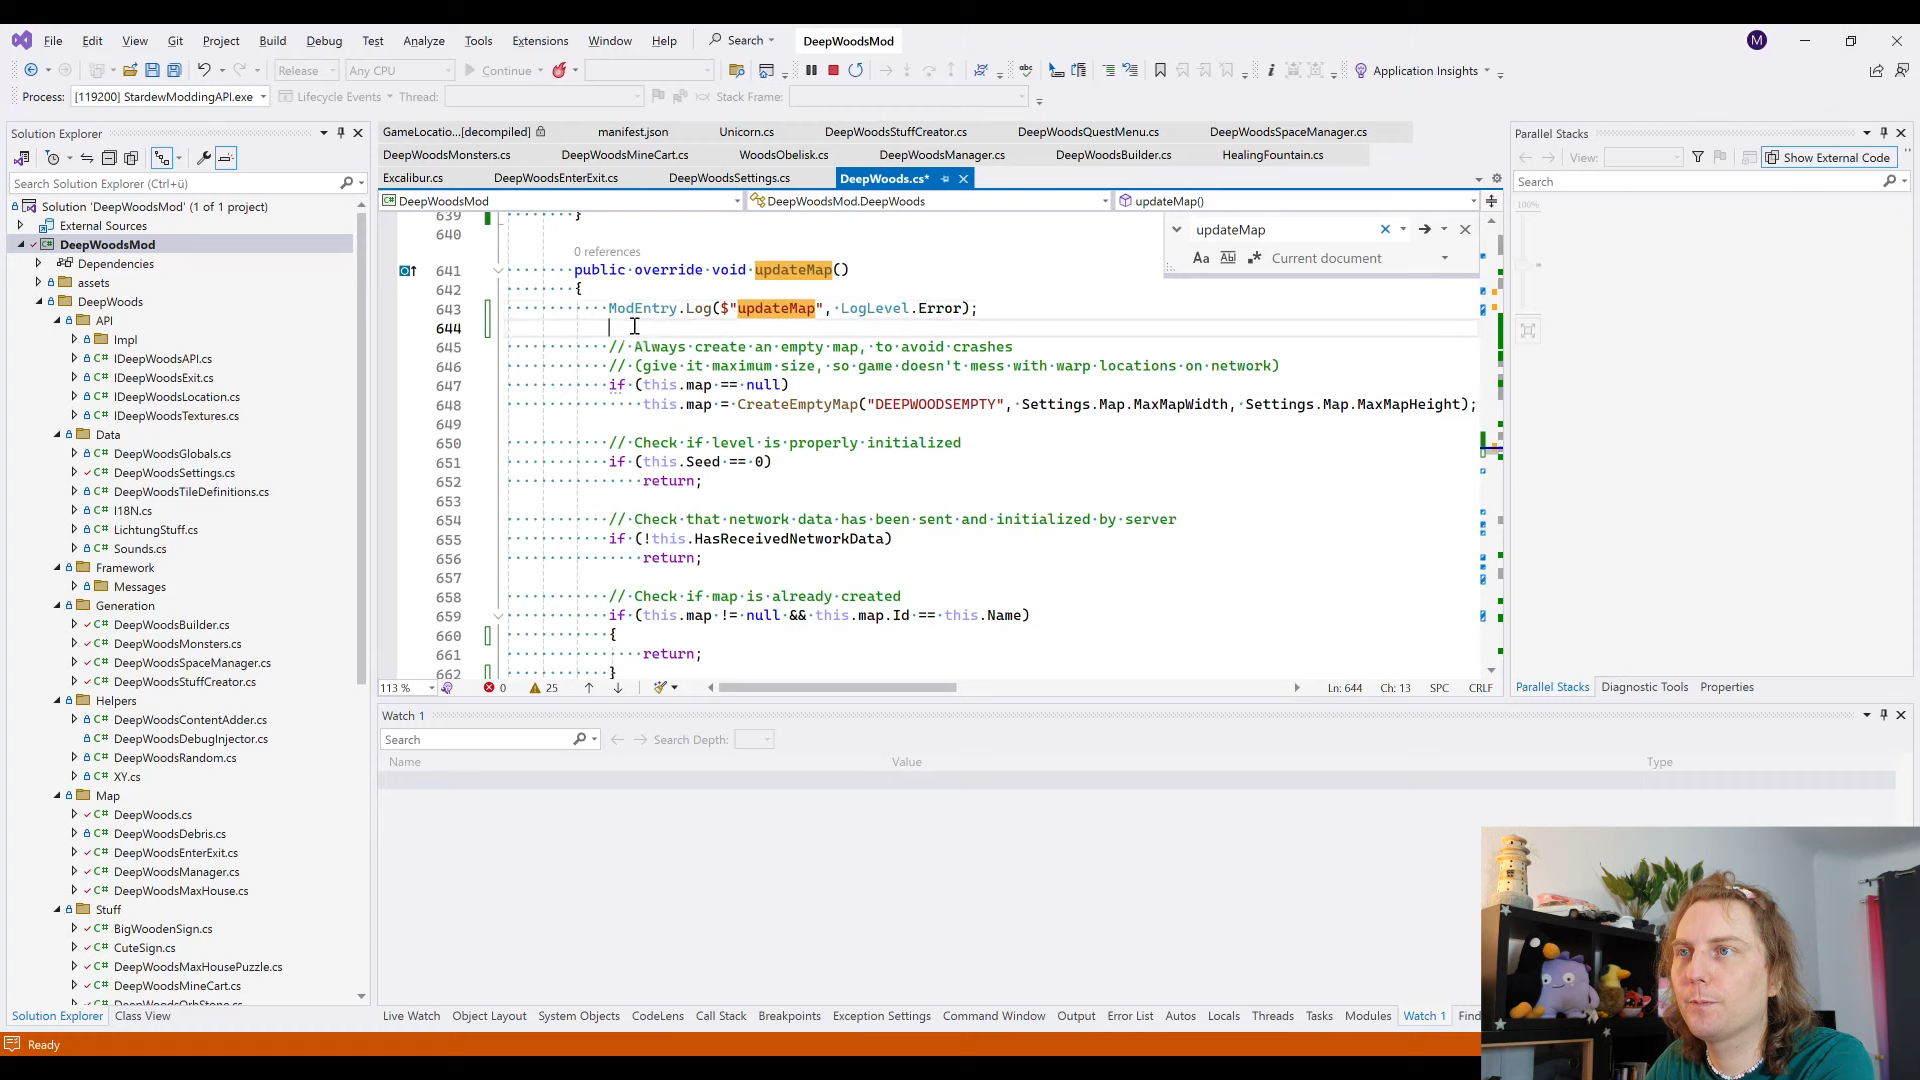 File Edit View Git Project Build Debug Test Analyze Tools Extensions Window Help Search DeepWoodsMod M
Release Any CPU Continue Application Insights
Process: [119200] StardewModdingAPI.exe Lifecycle Events Thread: Stack Frame:
Solution Explorer
Search Solution Explorer (Ctrl+ü)
Solution 'DeepWoodsMod' (1 of 1 project)
External Sources
DeepWoodsMod
Dependencies
assets
DeepWoods
API
Impl
IDeepWoodsAPI.cs
IDeepWoodsExit.cs
IDeepWoodsLocation.cs
IDeepWoodsTextures.cs
Data
DeepWoodsGlobals.cs
DeepWoodsSettings.cs
DeepWoodsTileDefinitions.cs
I18N.cs
LichtungStuff.cs
Sounds.cs
Framework
Messages
Generation
DeepWoodsBuilder.cs
DeepWoodsMonsters.cs
DeepWoodsSpaceManager.cs
DeepWoodsStuffCreator.cs
Helpers
DeepWoodsContentAdder.cs
DeepWoodsDebugInjector.cs
DeepWoodsRandom.cs
XY.cs
Map
DeepWoods.cs
DeepWoodsDebris.cs
DeepWoodsEnterExit.cs
DeepWoodsManager.cs
DeepWoodsMaxHouse.cs
Stuff
BigWoodenSign.cs
CuteSign.cs
DeepWoodsMaxHousePuzzle.cs
DeepWoodsMineCart.cs
DeepWoodsOrbStone.cs
Solution Explorer Class View
GameLocatio...[decompiled] manifest.json Unicorn.cs DeepWoodsStuffCreator.cs DeepWoodsQuestMenu.cs DeepWoodsSpaceManager.cs
DeepWoodsMonsters.cs DeepWoodsMineCart.cs WoodsObelisk.cs DeepWoodsManager.cs DeepWoodsBuilder.cs HealingFountain.cs
Excalibur.cs DeepWoodsEnterExit.cs DeepWoodsSettings.cs DeepWoods.cs*
DeepWoodsMod DeepWoodsMod.DeepWoods updateMap()
updateMap
Aa Ab Current document
639 }
640
0 references
641 public override void updateMap()
642 {
643 ModEntry.Log($"updateMap", LogLevel.Error);
644
645 // Always create an empty map, to avoid crashes
646 // (give it maximum size, so game doesn't mess with warp locations on network)
647 if (this.map == null)
648 this.map = CreateEmptyMap("DEEPWOODSEMPTY", Settings.Map.MaxMapWidth, Settings.Map.MaxMapHeight);
649
650 // Check if level is properly initialized
651 if (this.Seed == 0)
652 return;
653
654 // Check that network data has been sent and initialized by server
655 if (!this.HasReceivedNetworkData)
656 return;
657
658 // Check if map is already created
659 if (this.map != null && this.map.Id == this.Name)
660 {
661 return;
662 }
113 % 0 25 Ln: 644 Ch: 13 SPC CRLF
Watch 1
Search Search Depth:
Name Value Type
Live Watch Object Layout System Objects CodeLens Call Stack Breakpoints Exception Settings Command Window Output Error List Autos Locals Threads Tasks Modules Watch 1 Find
Parallel Stacks
View: Show External Code
Search
100%
Parallel Stacks Diagnostic Tools Properties
Ready